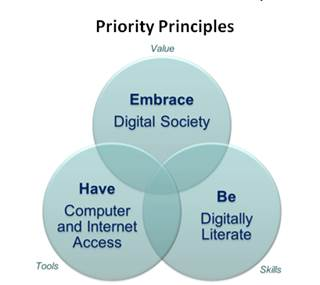 Priority Principles
Value
Embrace
Digital Society
Have
Computer
and Internet
Access
Be
Digitally
Literate
Tools
Skills